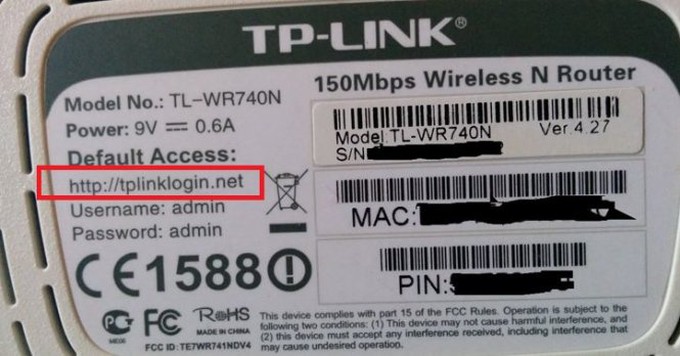 TP-LINK®
150Mbps Wireless N Router
Model No.: TL-WR740N
Power: 9V ⎓ 0.6A
Default Access:
http://tplinklogin.net
Username: admin
Password: admin
Model:TL-WR740N Ver.4.27
S/N
MAC:
PIN:
CE1588
FC RoHS
MADE IN CHINA
FCC ID: TE7WR741NDV4
This device complies with part 15 of the FCC Rules. Operation is subject to the
following two conditions: (1) This device may not cause harmful interference, and
(2) this device must accept any interference received, including interference that
may cause undesired operation.